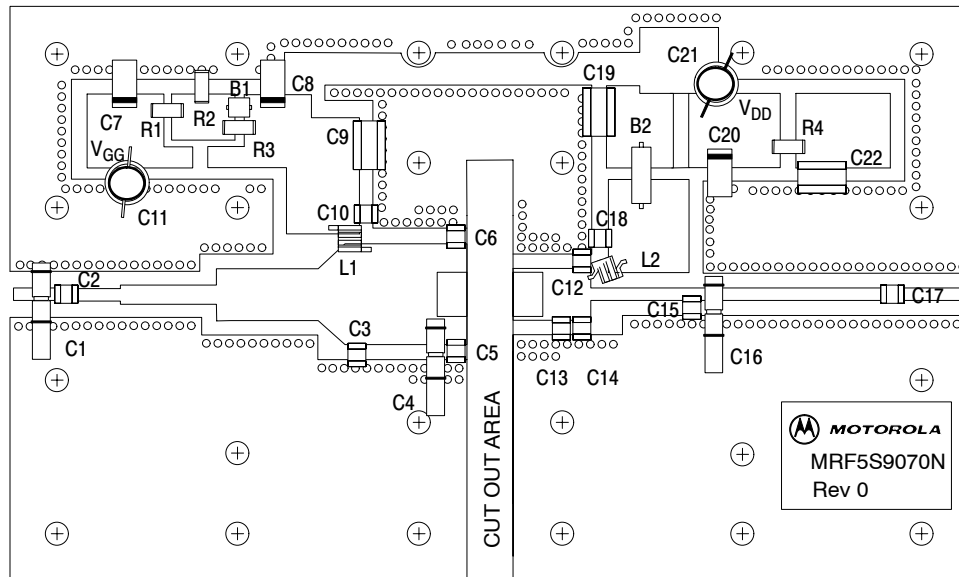 C21
C19
B1
C8
C7
R1
R2
R3
C9
VDD
B2
C20
R4
C22
VGG
C11
C10
C18
C6
L1
L2
C2
C12
C17
C15
C1
C3
C5
C16
C4
C13
C14
CUT OUT AREA
MOTOROLA
MRF5S9070N
Rev 0